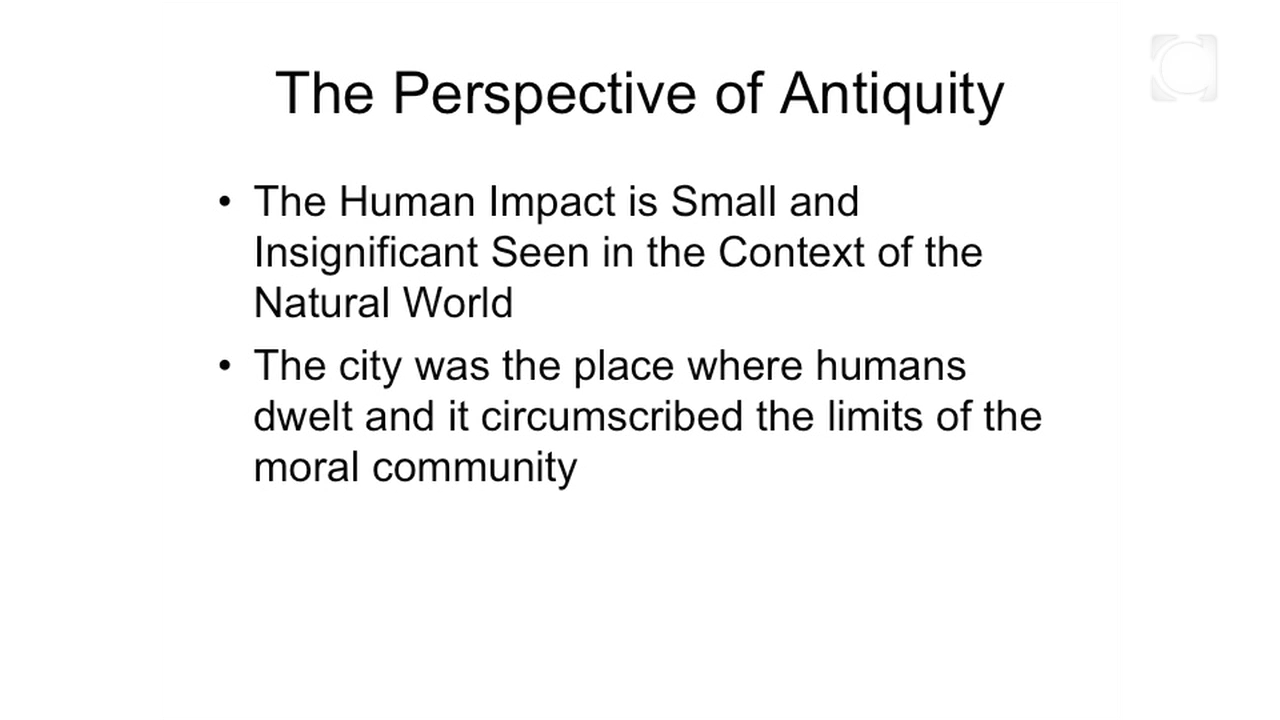 The Perspective of Antiquity
• The Human Impact is Small and
Insignificant Seen in the Context of the
Natural World
• The city was the place where humans
dwelt and it circumscribed the limits of the
moral community